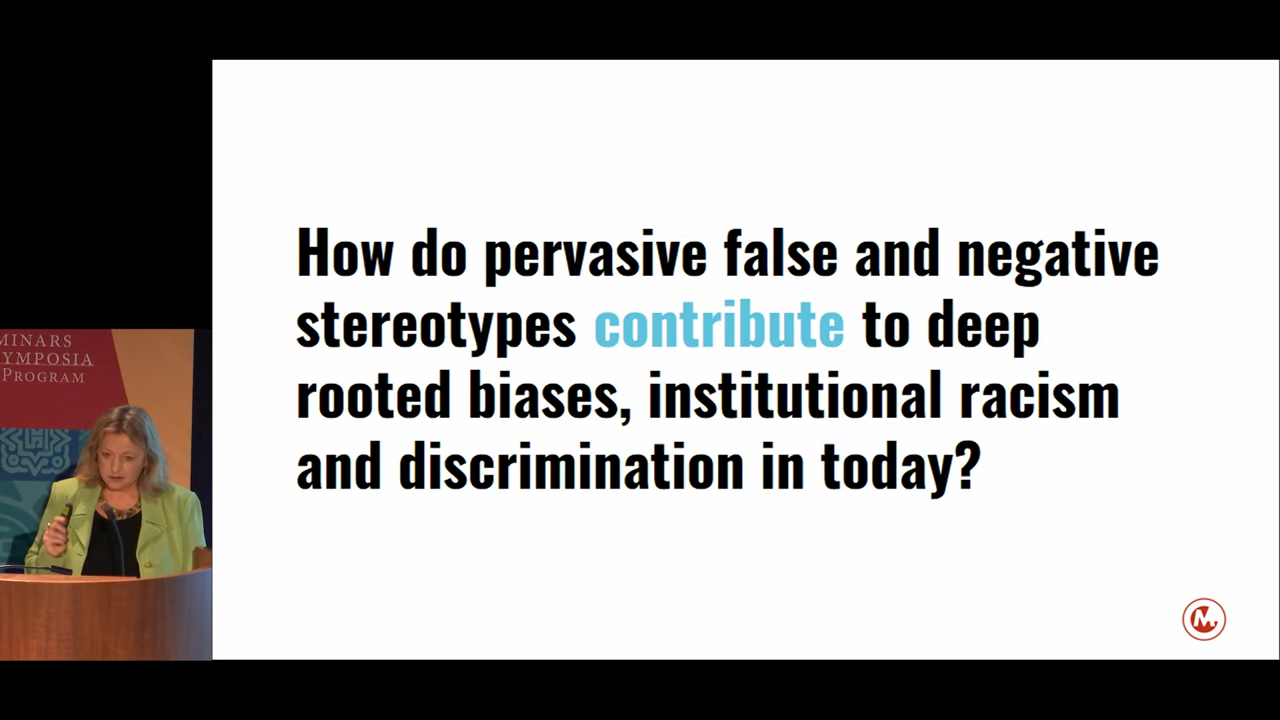 MINARS
YMPOSIA
PROGRAM
How do pervasive false and negative
stereotypes contribute to deep
rooted biases, institutional racism
and discrimination in today?
M